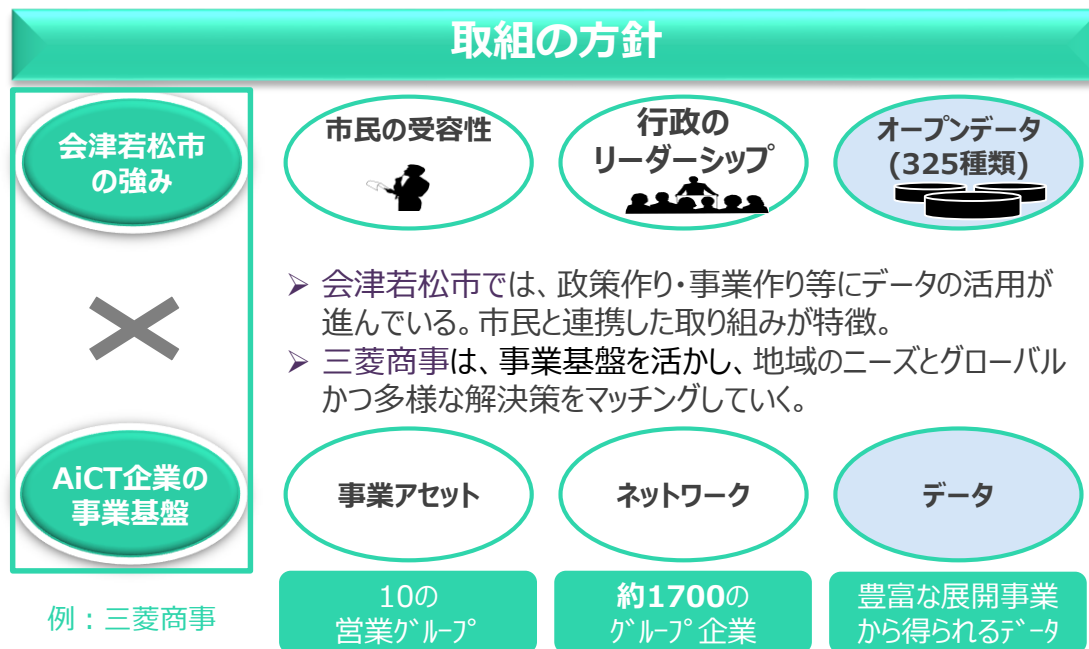 取組の方針
会津若松市
の強み
市民の受容性
行政の
リーダーシップ
オープンデータ
(325種類)
➢ 会津若松市では、政策作り・事業作り等にデータの活用が
進んでいる。市民と連携した取り組みが特徴。
➢ 三菱商事は、事業基盤を活かし、地域のニーズとグローバル
かつ多様な解決策をマッチングしていく。
AiCT企業の
事業基盤
事業アセット
ネットワーク
データ
例：三菱商事
10の
営業ｸﾞﾙｰﾌﾟ
約1700の
ｸﾞﾙｰﾌﾟ企業
豊富な展開事業
から得られるﾃﾞｰﾀ